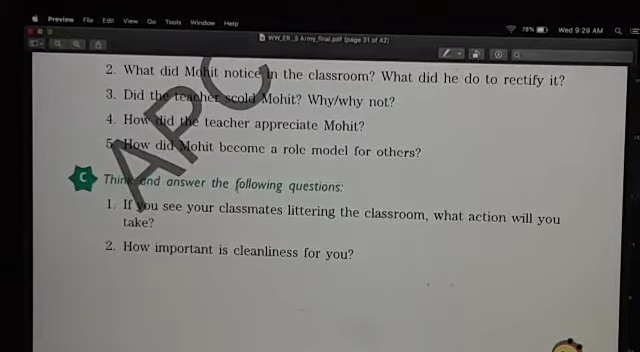 Preview File Edit View Go Tools Window Help
78% Wed 9:29 AM
WW_EN _5 Army_final.pdf (page 31 of 42)
2. What did Mohit notice in the classroom? What did he do to rectify it?
3. Did the teacher scold Mohit? Why/why not?
4. How did the teacher appreciate Mohit?
5. How did Mohit become a role model for others?
C Think and answer the following questions:
1. If you see your classmates littering the classroom, what action will you
take?
2. How important is cleanliness for you?
APC